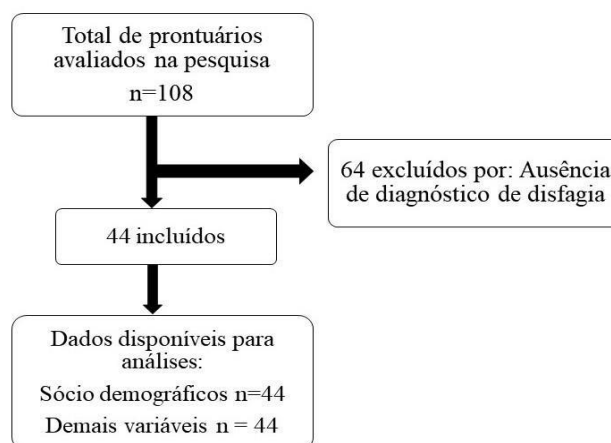 Total de prontuários
avaliados na pesquisa
n=108
64 excluídos por: Ausência
de diagnóstico de disfagia
44 incluídos
Dados disponíveis para
análises:
Sócio demográficos n=44
Demais variáveis n = 44